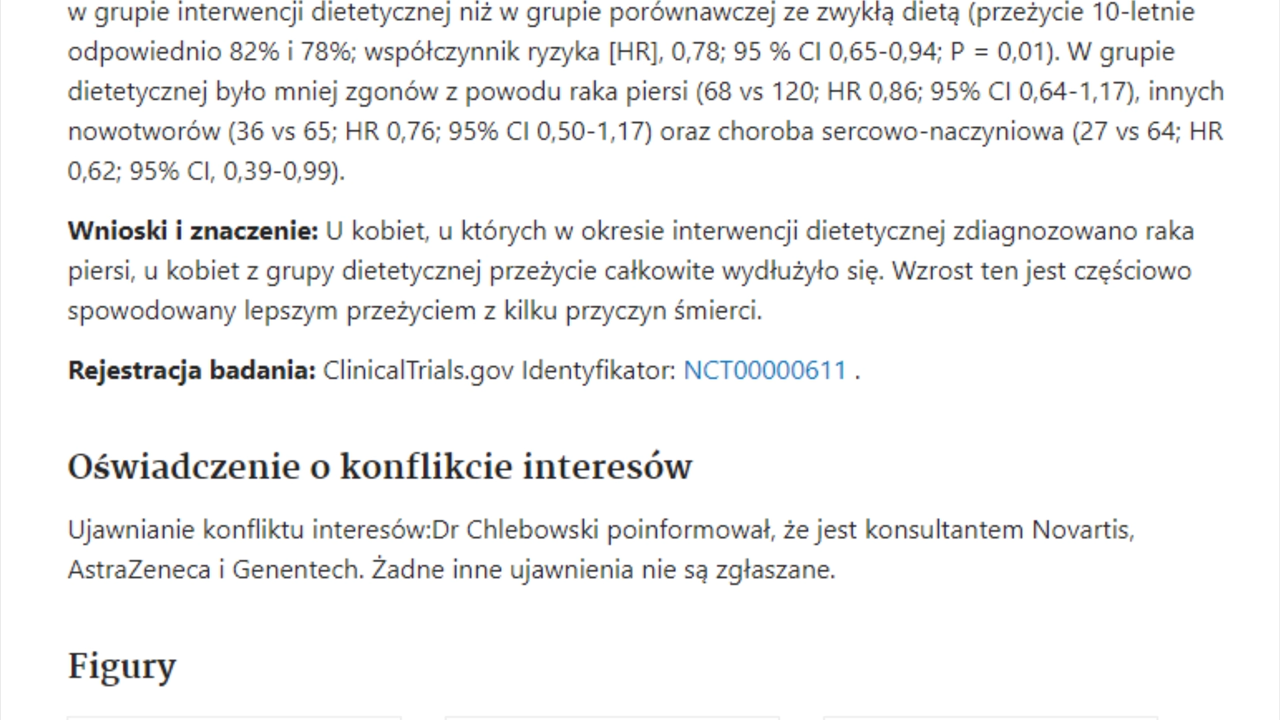 w grupie interwencji dietetycznej niż w grupie porównawczej ze zwykłą dietą (przeżycie 10-letnie
odpowiednio 82% i 78%; współczynnik ryzyka [HR], 0,78; 95 % CI 0,65-0,94; P = 0,01). W grupie
dietetycznej było mniej zgonów z powodu raka piersi (68 vs 120; HR 0,86; 95% CI 0,64-1,17), innych
nowotworów (36 vs 65; HR 0,76; 95% CI 0,50-1,17) oraz choroba sercowo-naczyniowa (27 vs 64; HR
0,62; 95% CI, 0,39-0,99).
Wnioski i znaczenie: U kobiet, u których w okresie interwencji dietetycznej zdiagnozowano raka
piersi, u kobiet z grupy dietetycznej przeżycie całkowite wydłużyło się. Wzrost ten jest częściowo
spowodowany lepszym przeżyciem z kilku przyczyn śmierci.
Rejestracja badania: ClinicalTrials.gov Identyfikator: NCT00000611 .
Oświadczenie o konflikcie interesów
Ujawnianie konfliktu interesów:Dr Chlebowski poinformował, że jest konsultantem Novartis,
AstraZeneca i Genentech. Żadne inne ujawnienia nie są zgłaszane.
Figury